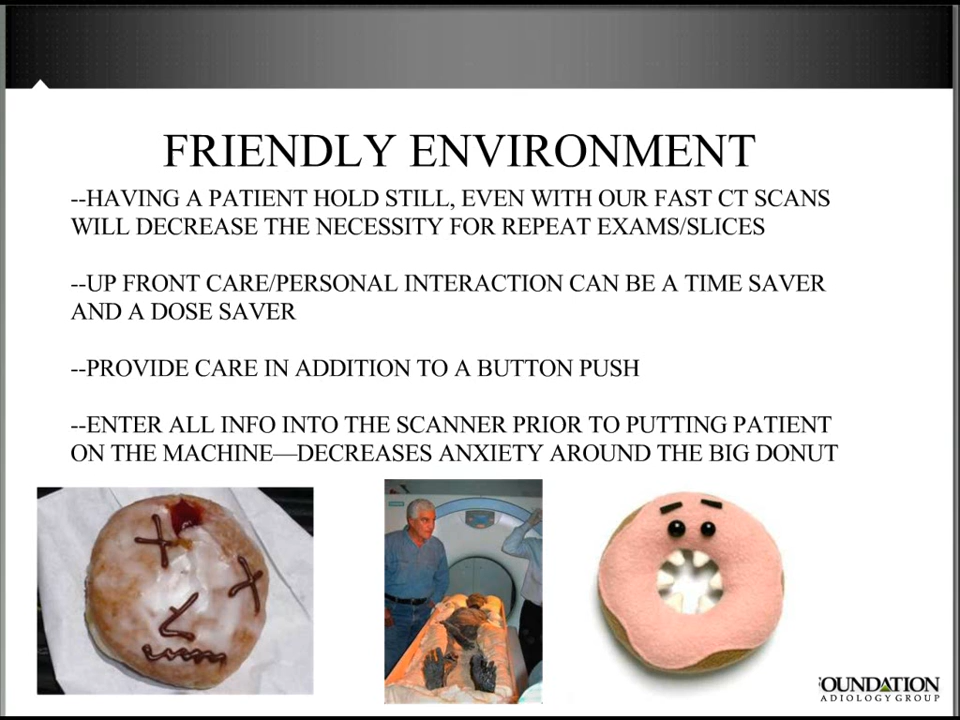 FRIENDLY ENVIRONMENT
--HAVING A PATIENT HOLD STILL, EVEN WITH OUR FAST CT SCANS
WILL DECREASE THE NECESSITY FOR REPEAT EXAMS/SLICES
--UP FRONT CARE/PERSONAL INTERACTION CAN BE A TIME SAVER
AND A DOSE SAVER
--PROVIDE CARE IN ADDITION TO A BUTTON PUSH
--ENTER ALL INFO INTO THE SCANNER PRIOR TO PUTTING PATIENT
ON THE MACHINE—DECREASES ANXIETY AROUND THE BIG DONUT
OUNDATION
ADIOLOGY GROUP